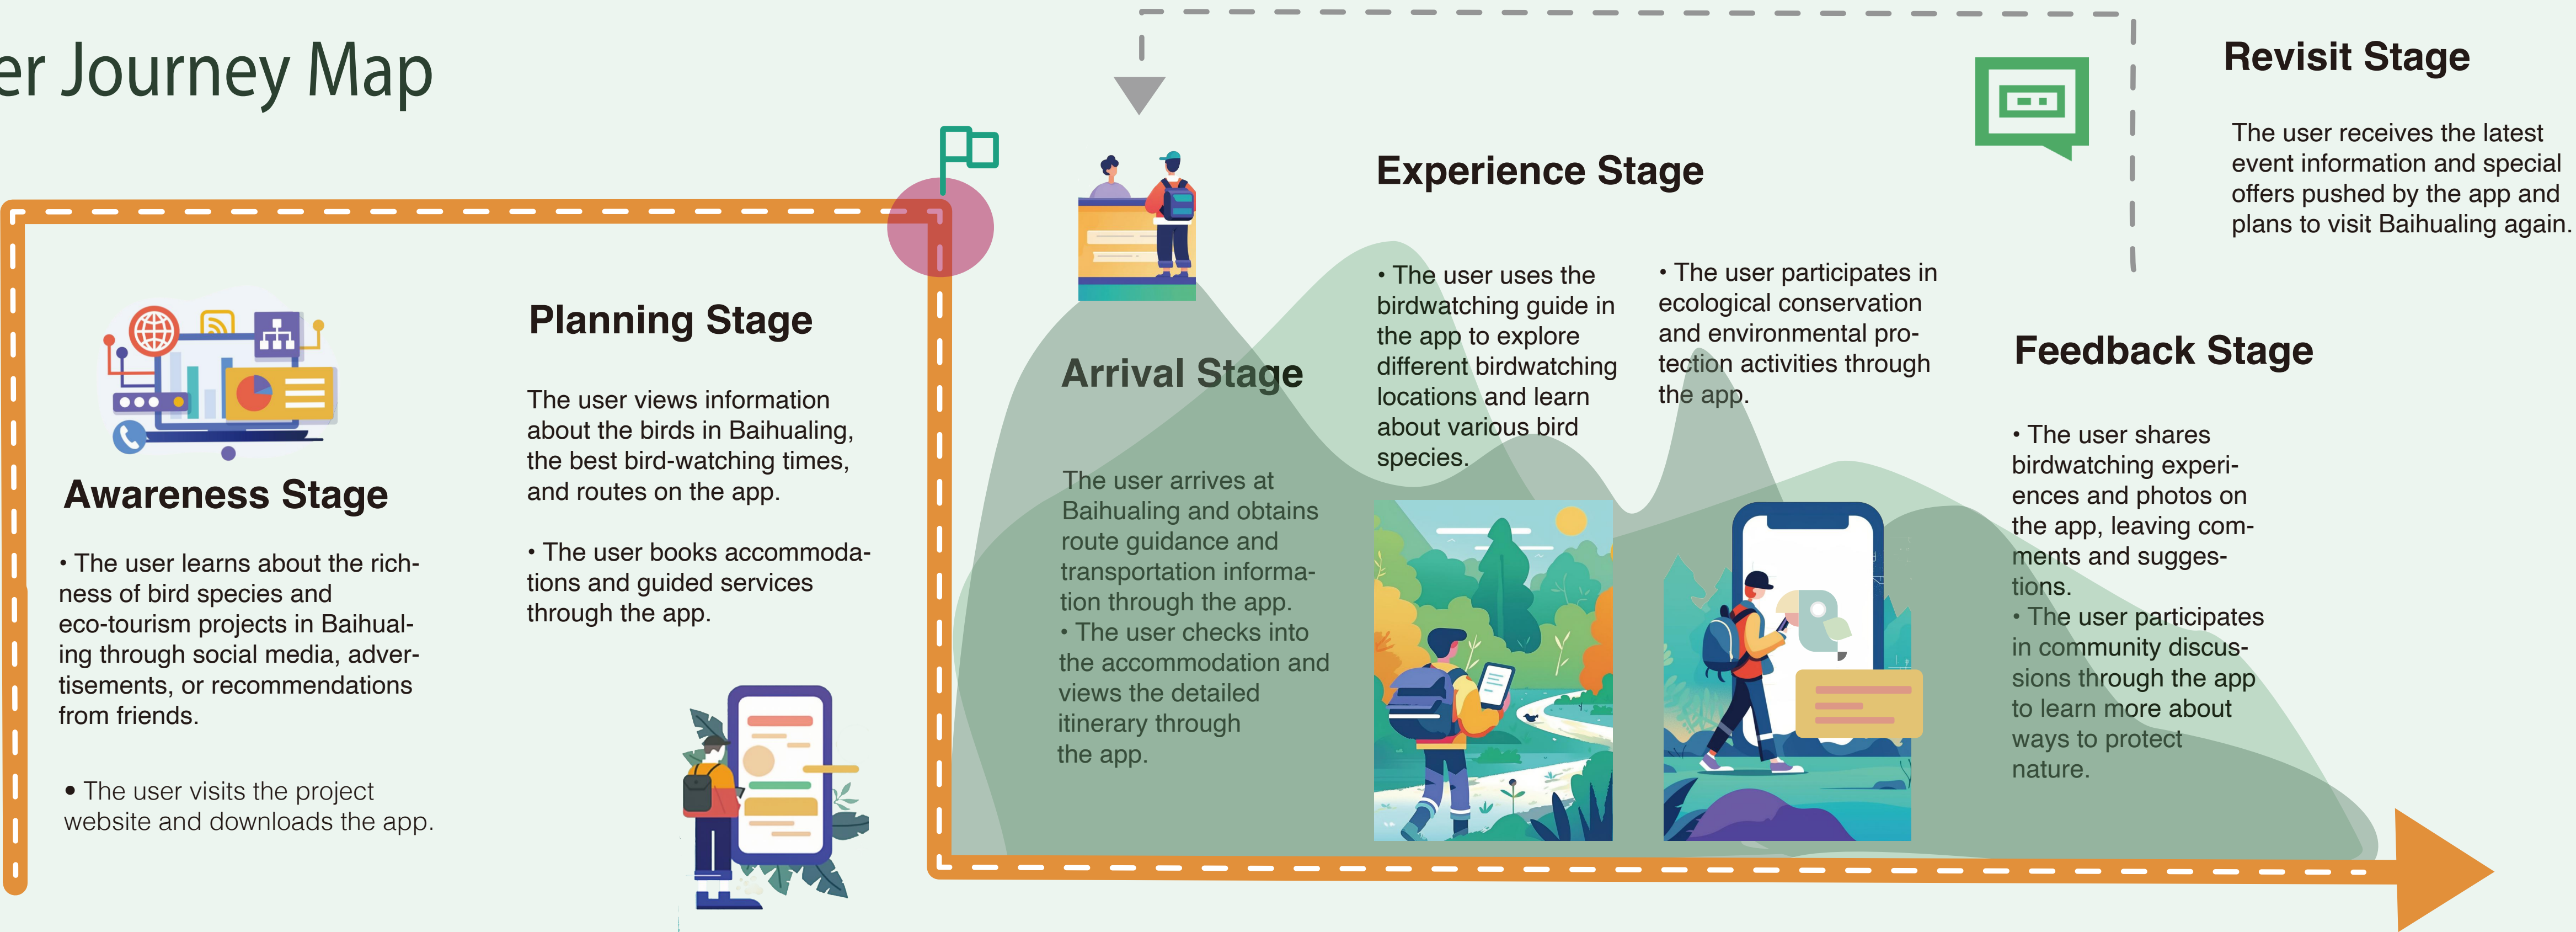 er Journey Map
Awareness Stage
• The user learns about the rich-
ness of bird species and
eco-tourism projects in Baihual-
ing through social media, adver-
tisements, or recommendations
from friends.
• The user visits the project
website and downloads the app.
Planning Stage
The user views information
about the birds in Baihualing,
the best bird-watching times,
and routes on the app.
• The user books accommoda-
tions and guided services
through the app.
Arrival Stage
The user arrives at
Baihualing and obtains
route guidance and
transportation informa-
tion through the app.
• The user checks into
the accommodation and
views the detailed
itinerary through
the app.
Experience Stage
• The user uses the
birdwatching guide in
the app to explore
different birdwatching
locations and learn
about various bird
species.
• The user participates in
ecological conservation
and environmental pro-
tection activities through
the app.
Feedback Stage
• The user shares
birdwatching experi-
ences and photos on
the app, leaving com-
ments and sugges-
tions.
• The user participates
in community discus-
sions through the app
to learn more about
ways to protect
nature.
Revisit Stage
The user receives the latest
event information and special
offers pushed by the app and
plans to visit Baihualing again.